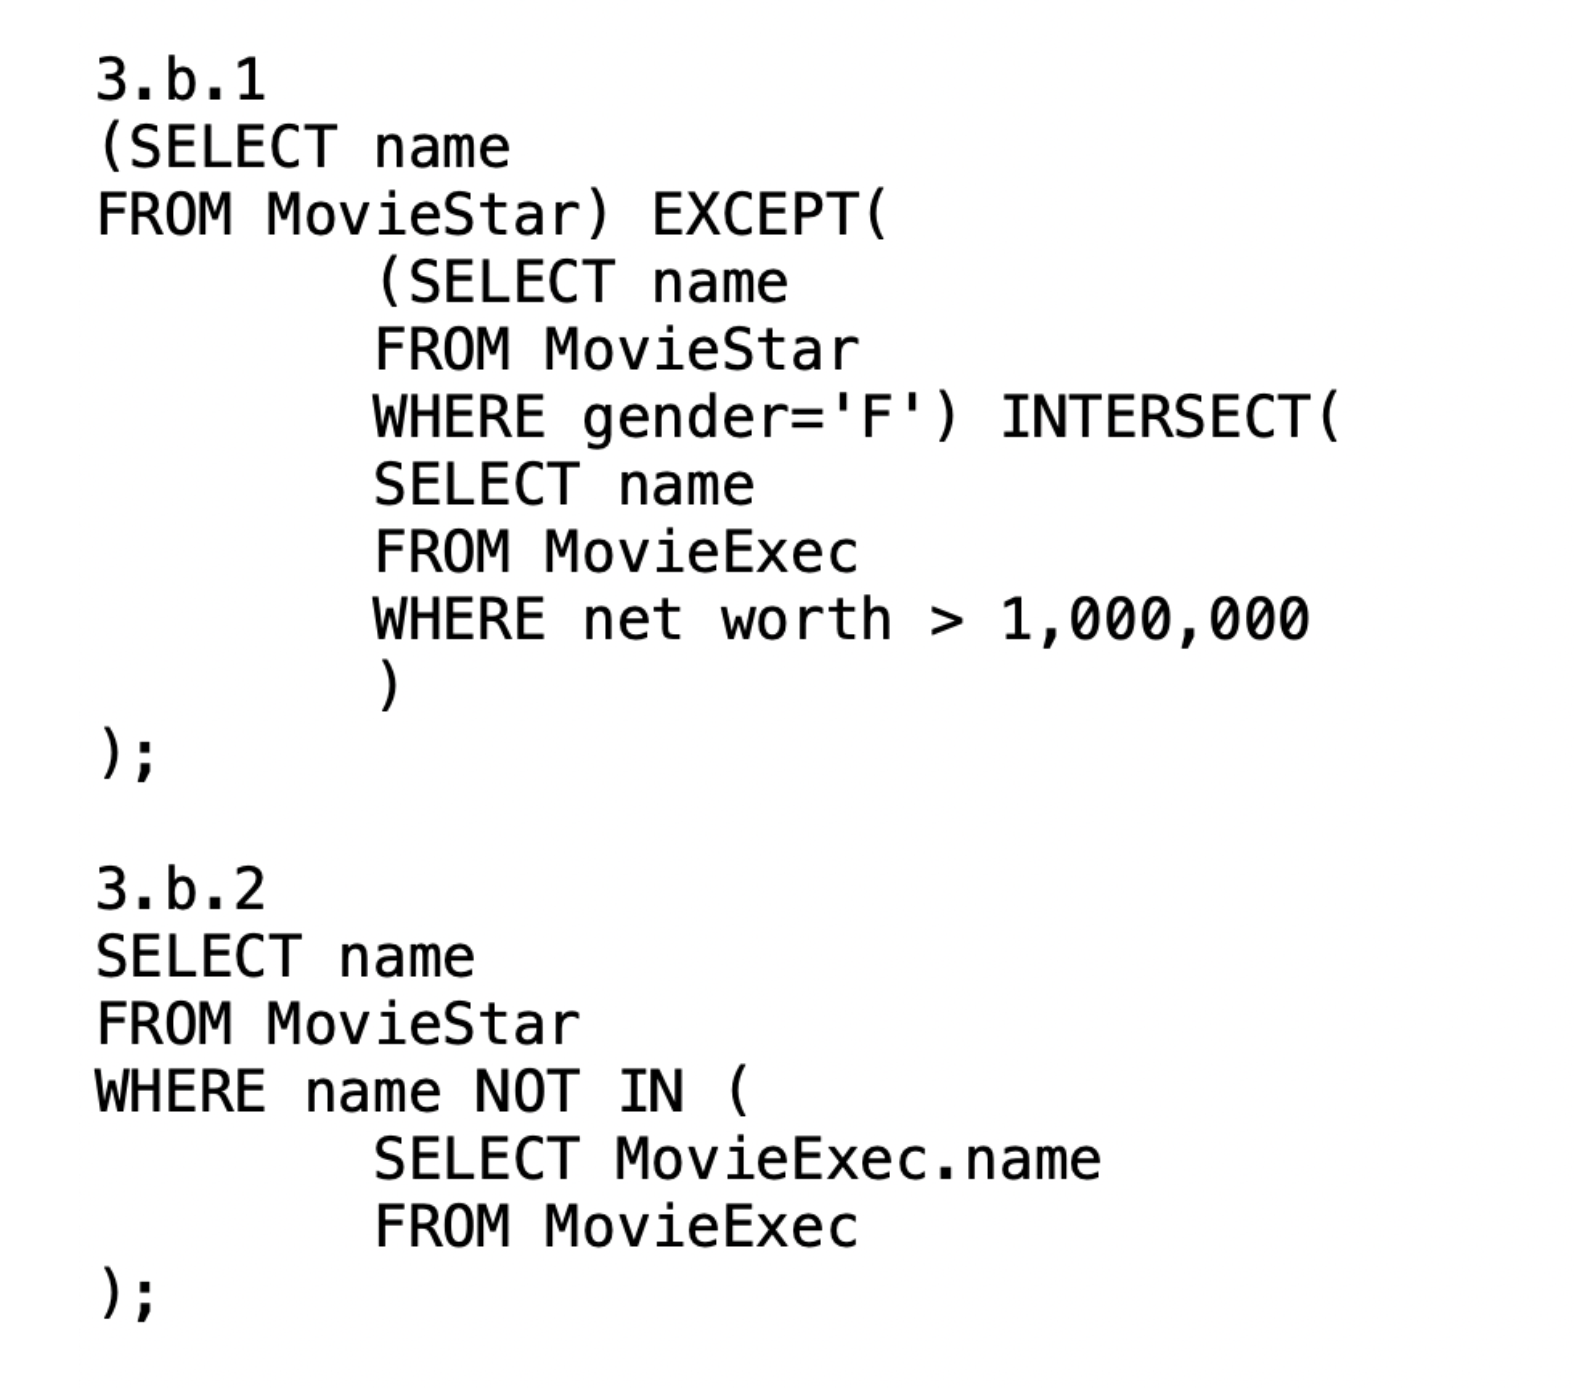 3.b.1
(SELECT name
FROM MovieStar) EXCEPT(
        (SELECT name
        FROM MovieStar
        WHERE gender='F') INTERSECT(
        SELECT name
        FROM MovieExec
        WHERE net worth > 1,000,000
        )
);

3.b.2
SELECT name
FROM MovieStar
WHERE name NOT IN (
        SELECT MovieExec.name
        FROM MovieExec
);